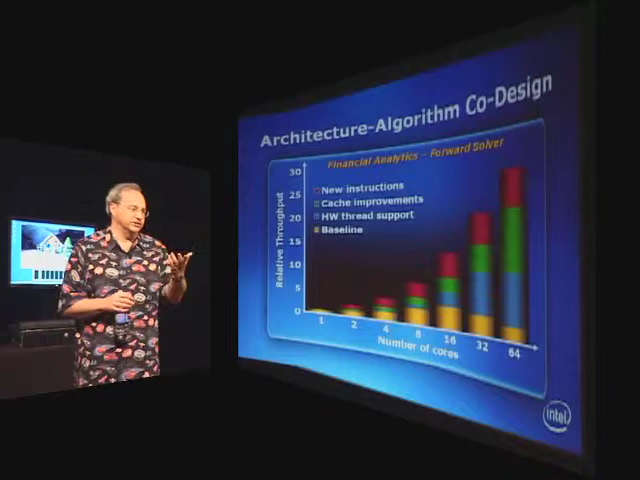 Architecture-Algorithm Co-Design
Financial Analytics – Forward Solver
30
25
20
15
10
5
0
Relative Throughput
New instructions
Cache improvements
HW thread support
Baseline
1 2 4 8 16 32 64
Number of cores
intel